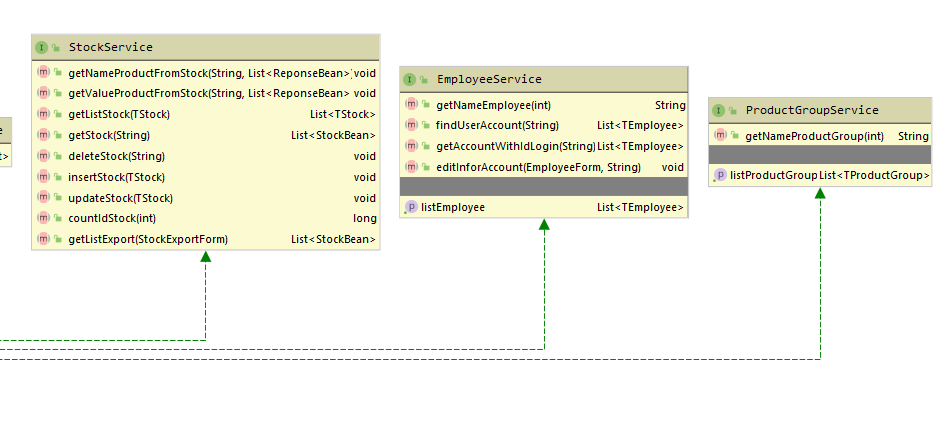 StockService
getNameProductFromStock(String, List<ReponseBean>) void
getValueProductFromStock(String, List<ReponseBean>) void
getListStock(TStock) List<TStock>
getStock(String) List<StockBean>
deleteStock(String) void
insertStock(TStock) void
updateStock(TStock) void
countIdStock(int) long
getListExport(StockExportForm) List<StockBean>
EmployeeService
getNameEmployee(int) String
findUserAccount(String) List<TEmployee>
getAccountWithIdLogin(String) List<TEmployee>
editInforAccount(EmployeeForm, String) void
listEmployee List<TEmployee>
ProductGroupService
getNameProductGroup(int) String
listProductGroup List<TProductGroup>